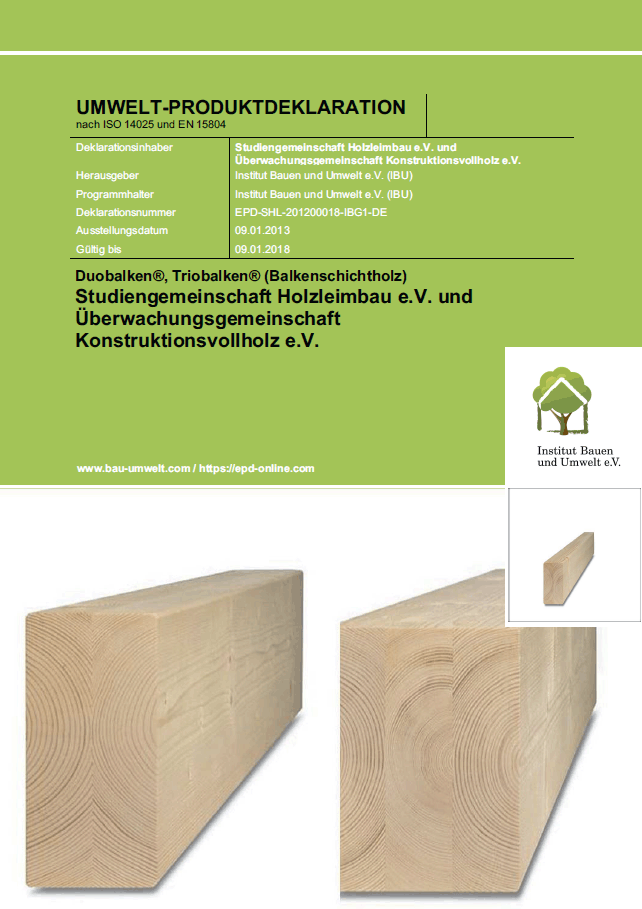 UMWELT-PRODUKTDEKLARATION
nach ISO 14025 und EN 15804
Deklarationsinhaber Studiengemeinschaft Holzleimbau e.V. und
Überwachungsgemeinschaft Konstruktionsvollholz e.V.
Herausgeber Institut Bauen und Umwelt e.V. (IBU)
Programmhalter Institut Bauen und Umwelt e.V. (IBU)
Deklarationsnummer EPD-SHL-201200018-IBG1-DE
Ausstellungsdatum 09.01.2013
Gültig bis 09.01.2018
Duobalken®, Triobalken® (Balkenschichtholz)
Studiengemeinschaft Holzleimbau e.V. und
Überwachungsgemeinschaft
Konstruktionsvollholz e.V.
Institut Bauen
und Umwelt e.V.
www.bau-umwelt.com / https://epd-online.com